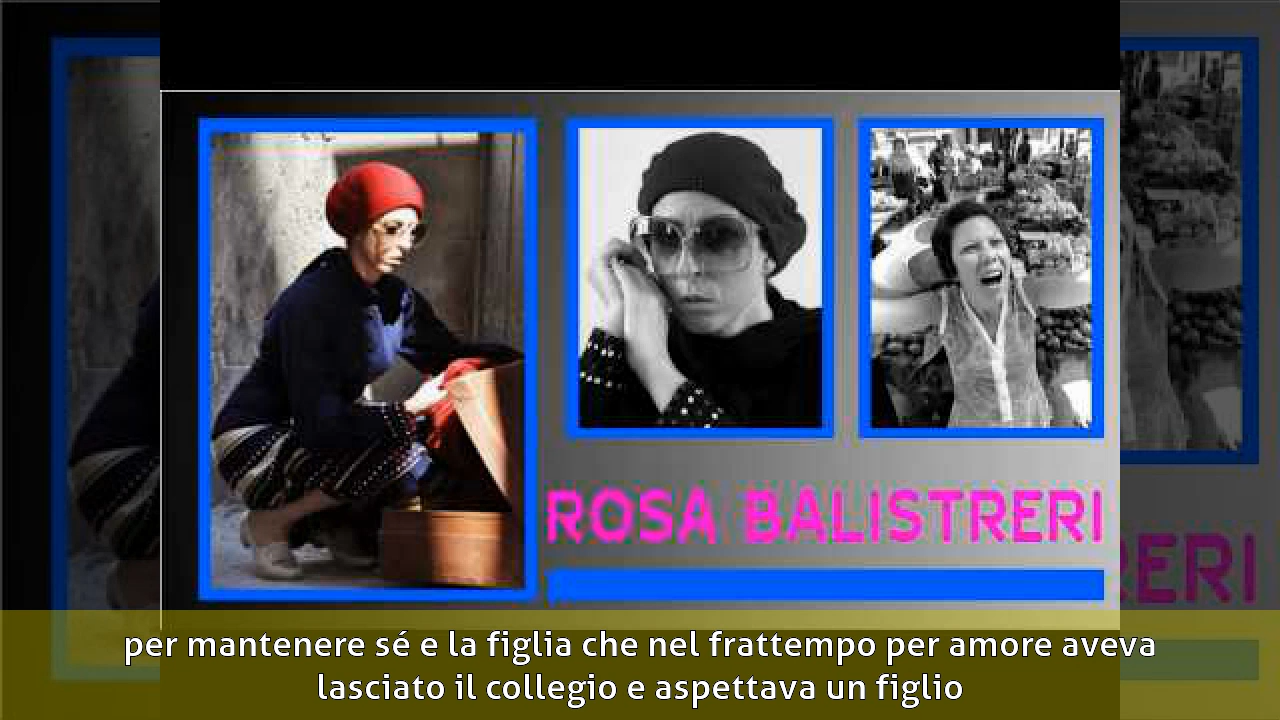 ROSA BALISTRERI
RERI
per mantenere sé e la figlia che nel frattempo per amore aveva
lasciato il collegio e aspettava un figlio